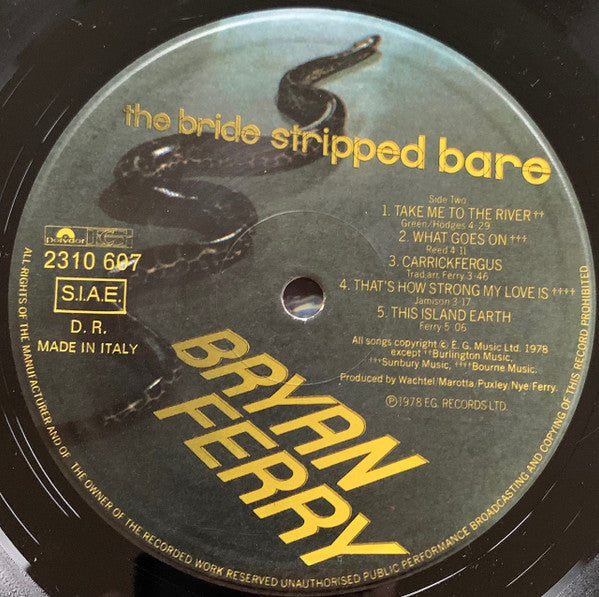 the bride stripped bare
Side Two
1. TAKE ME TO THE RIVER ††
Green/Hodges 4·29
2. WHAT GOES ON †††
Reed 4·11
3. CARRICKFERGUS
Trad.arr. Ferry 3·46
4. THAT'S HOW STRONG MY LOVE IS ††††
Jamison 3·17
5. THIS ISLAND EARTH
Ferry 5·06
All songs copyright © E. G. Music Ltd. 1978
except ††Burlington Music.
†††Sunbury Music, ††††Bourne Music.
Produced by Wachtel/Marotta/Puxley/Nye/Ferry.
℗1978 E.G. RECORDS LTD.
polydor
2310 607
S.I.A.E.
D. R.
MADE IN ITALY
BRYAN
FERRY
ALL RIGHTS OF THE MANUFACTURER AND OF THE OWNER OF THE RECORDED WORK RESERVED UNAUTHORISED PUBLIC PERFORMANCE BROADCASTING AND COPYING OF THIS RECORD PROHIBITED